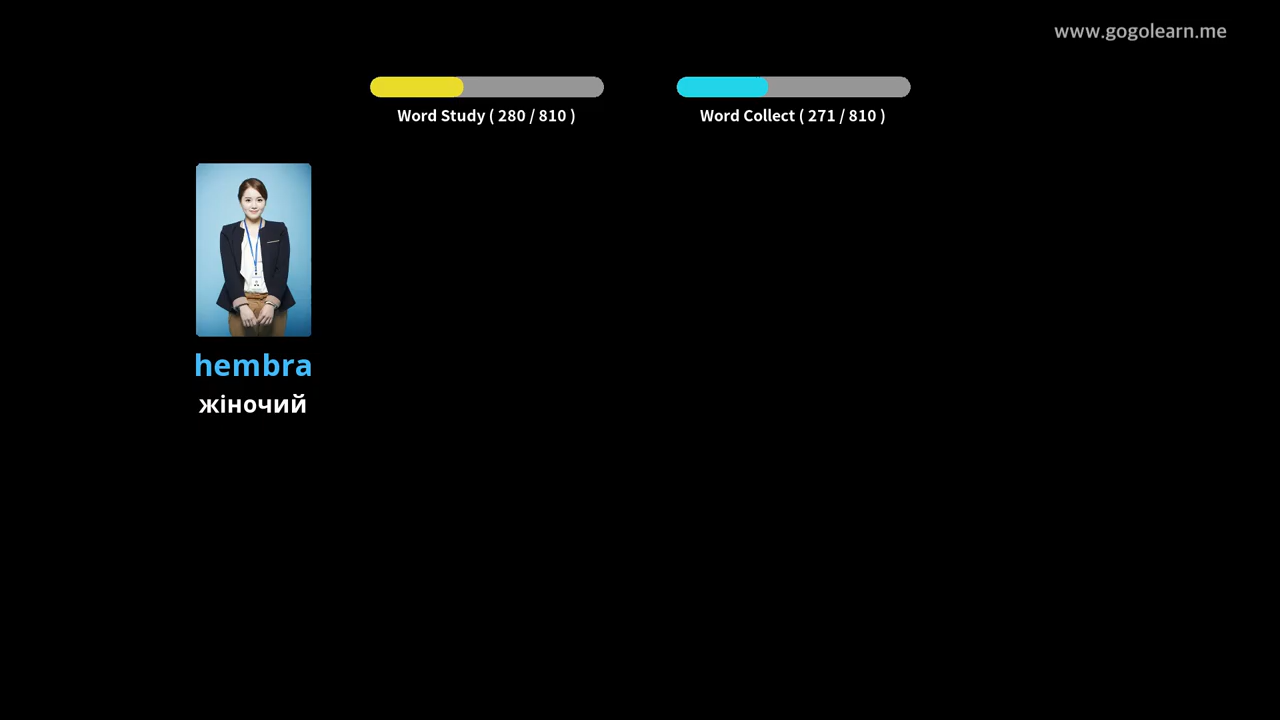 www.gogolearn.me
Word Study ( 280 / 810 )
Word Collect ( 271 / 810 )
hembra
жіночий